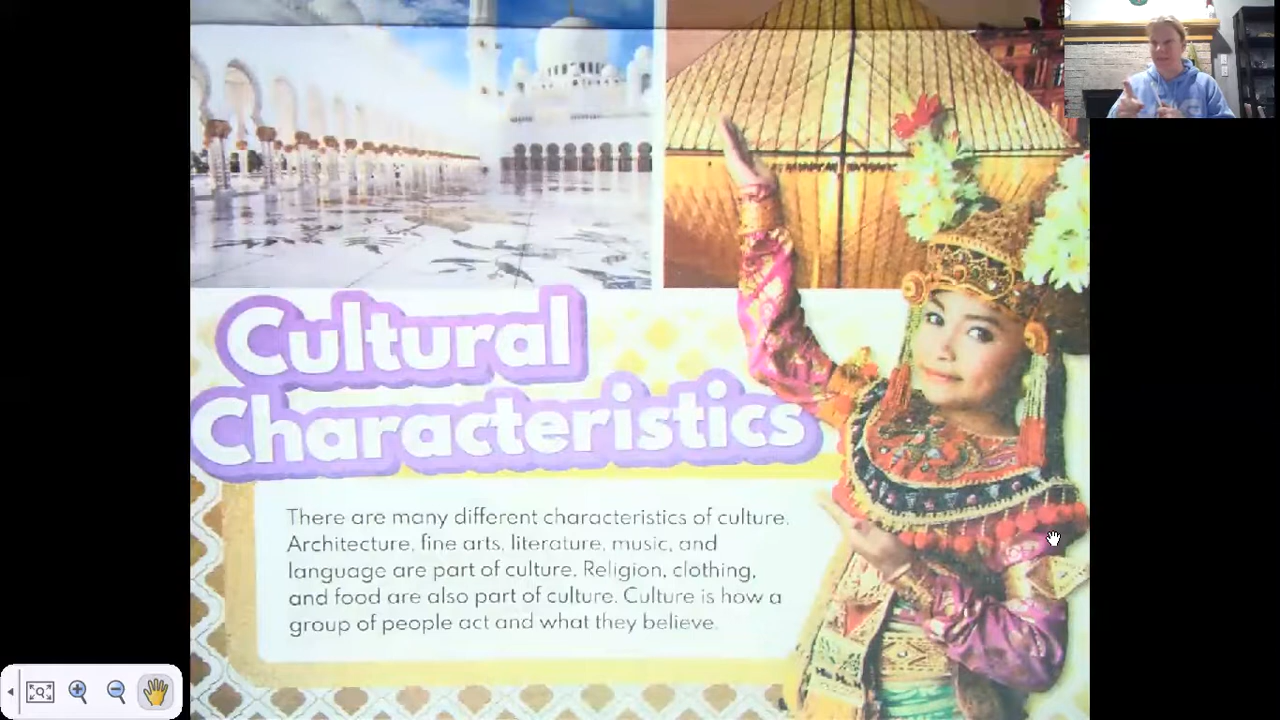 Cultural
Characteristics
There are many different characteristics of culture.
Architecture, fine arts, literature, music, and
language are part of culture. Religion, clothing,
and food are also part of culture. Culture is how a
group of people act and what they believe.